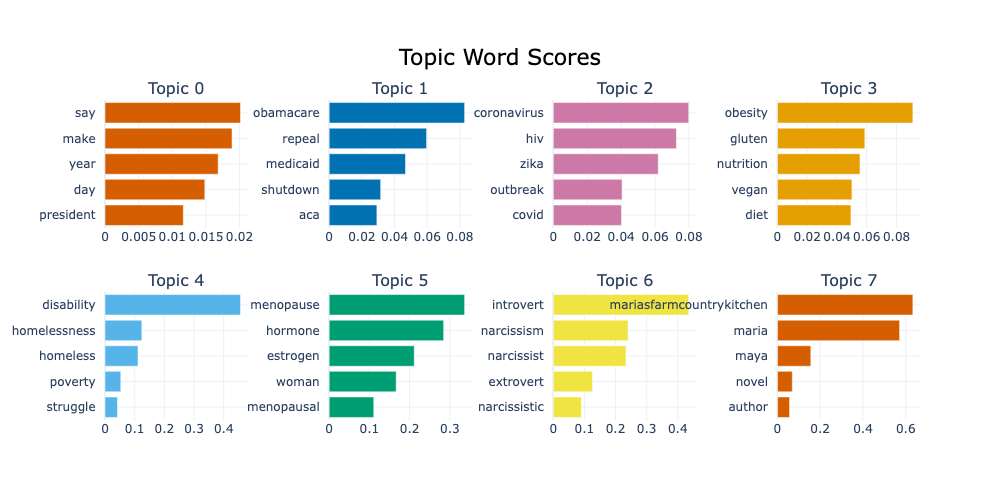 Topic Word Scores
Topic 0
say
make
year
day
president
0 0.005 0.01 0.015 0.02
Topic 1
obamacare
repeal
medicaid
shutdown
aca
0 0.02 0.04 0.06 0.08
Topic 2
coronavirus
hiv
zika
outbreak
covid
0 0.02 0.04 0.06 0.08
Topic 3
obesity
gluten
nutrition
vegan
diet
0 0.02 0.04 0.06 0.08
Topic 4
disability
homelessness
homeless
poverty
struggle
0 0.1 0.2 0.3 0.4
Topic 5
menopause
hormone
estrogen
woman
menopausal
0 0.1 0.2 0.3
Topic 6
introvert
narcissism
narcissist
extrovert
narcissistic
0 0.1 0.2 0.3 0.4
Topic 7
mariasfarmcountrykitchen
maria
maya
novel
author
0 0.2 0.4 0.6